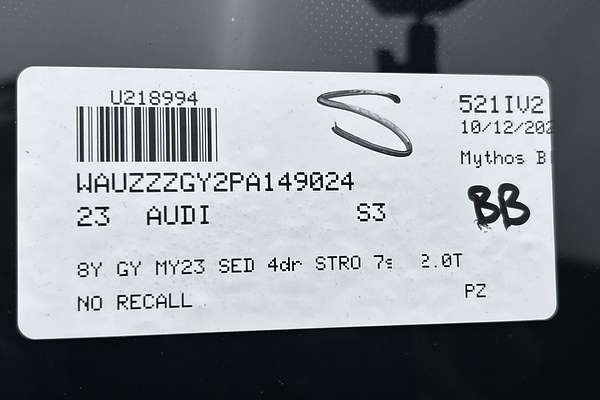 U218994
521IV2
10/12/202
Mythos B
WAUZZZGY2PA149024
23 AUDI S3
BB
8Y GY MY23 SED 4dr STRO 7s 2.0T
NO RECALL
PZ
S